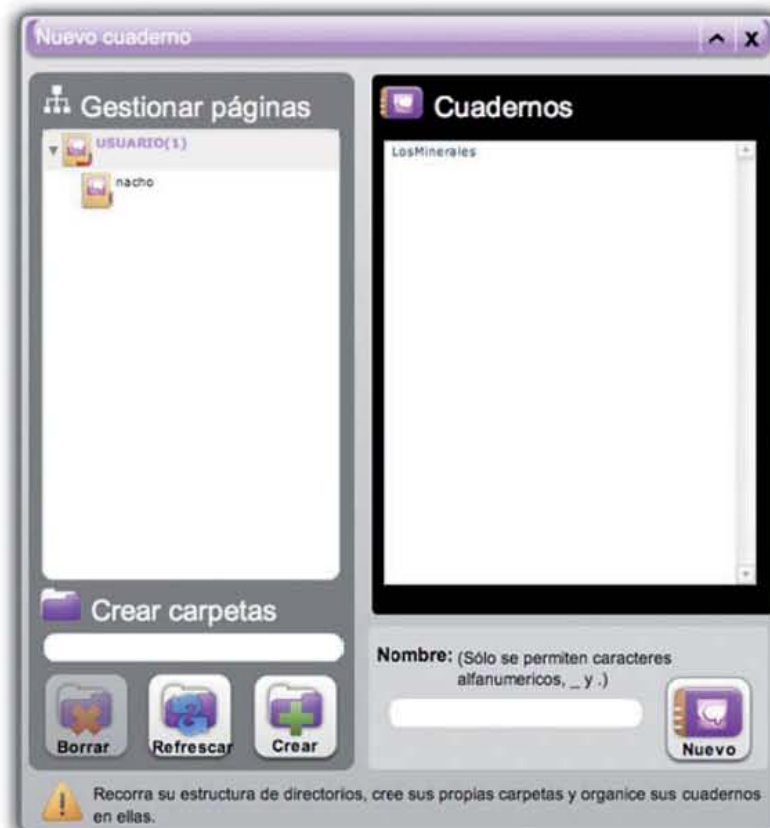 Nuevo cuaderno
Gestionar páginas
USUARIO(1)
nacho
Crear carpetas
Borrar
Refrescar
Crear
Cuadernos
LosMinerales
Nombre: (Sólo se permiten caracteres
alfanumericos, _ y .)
Nuevo
Recorra su estructura de directorios, cree sus propias carpetas y organice sus cuadernos
en ellas.